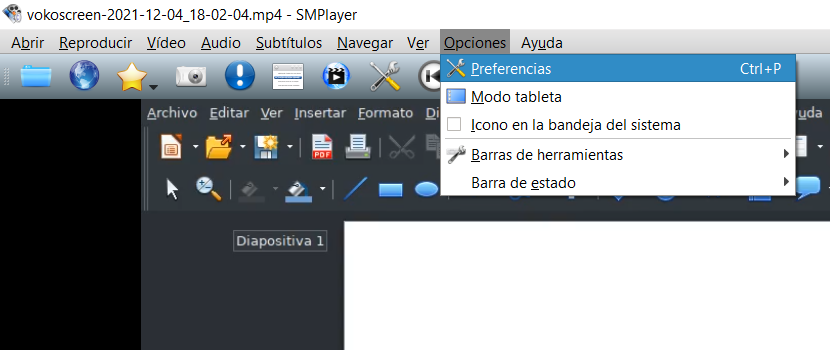 vokoscreen-2021-12-04_18-02-04.mp4 - SMPlayer
Abrir Reproducir Vídeo Audio Subtítulos Navegar Ver Opciones Ayuda
Preferencias Ctrl+P
Modo tableta
Icono en la bandeja del sistema
Barras de herramientas
Barra de estado
Archivo Editar Ver Insertar Formato
PDF
Diapositiva 1